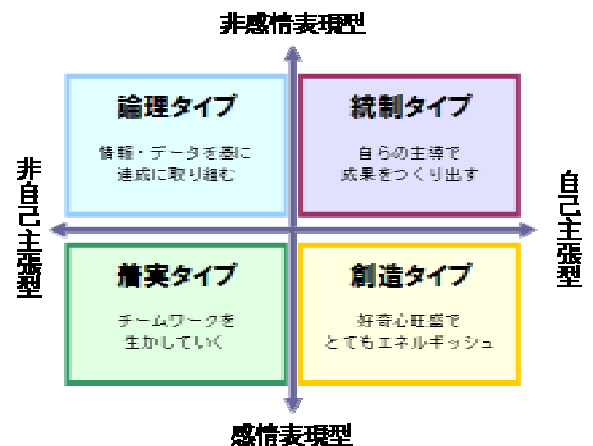 非感情表現型
論理タイプ
情報・データを基に
達成に取り組む
統制タイプ
自らの主導で
成果をつくり出す
非自己主張型
自己主張型
着実タイプ
チームワークを
生かしていく
創造タイプ
好奇心旺盛で
とてもエネルギッシュ
感情表現型